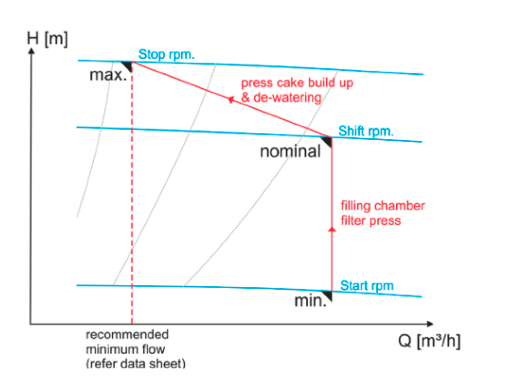 H [m]
Stop rpm.
max.
press cake build up
& de-watering
Shift rpm.
nominal
filling chamber
filter press
Start rpm
min.
recommended
minimum flow
(refer data sheet)
Q [m³/h]